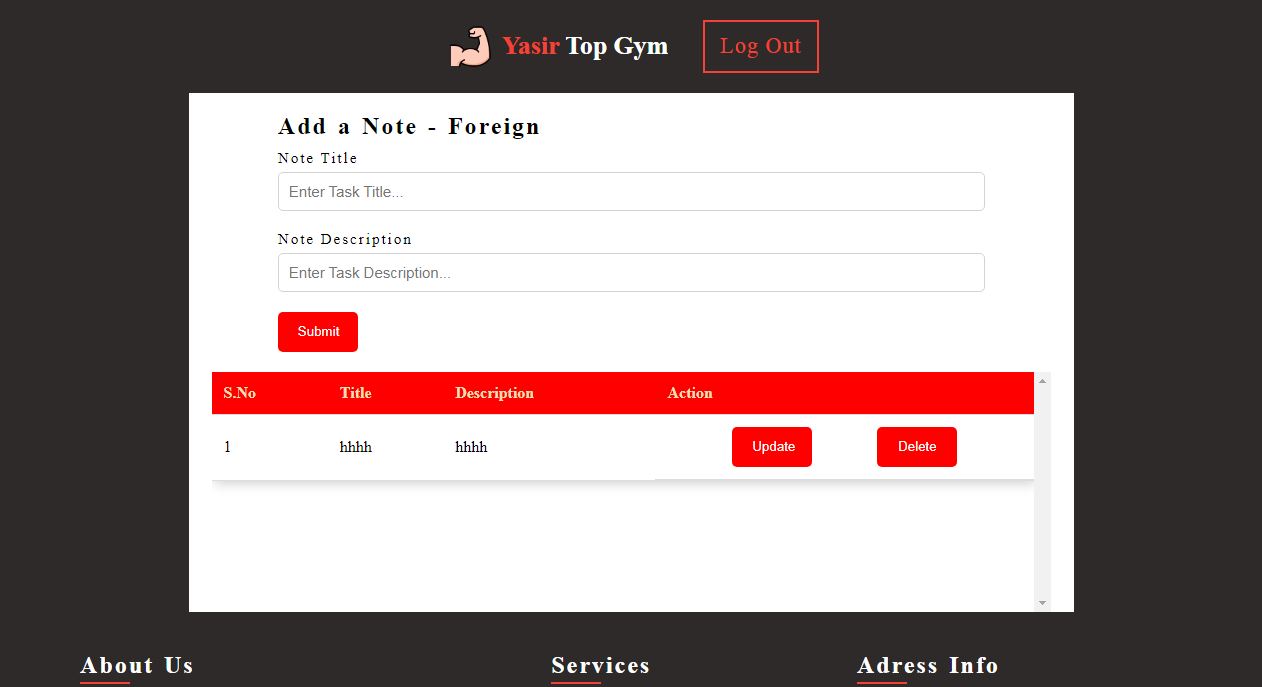 Yasir Top Gym Log Out
Add a Note - Foreign
Note Title
Enter Task Title...
Note Description
Enter Task Description...
Submit
S.No Title Description Action
1 hhhh hhhh Update Delete
About Us Services Adress Info